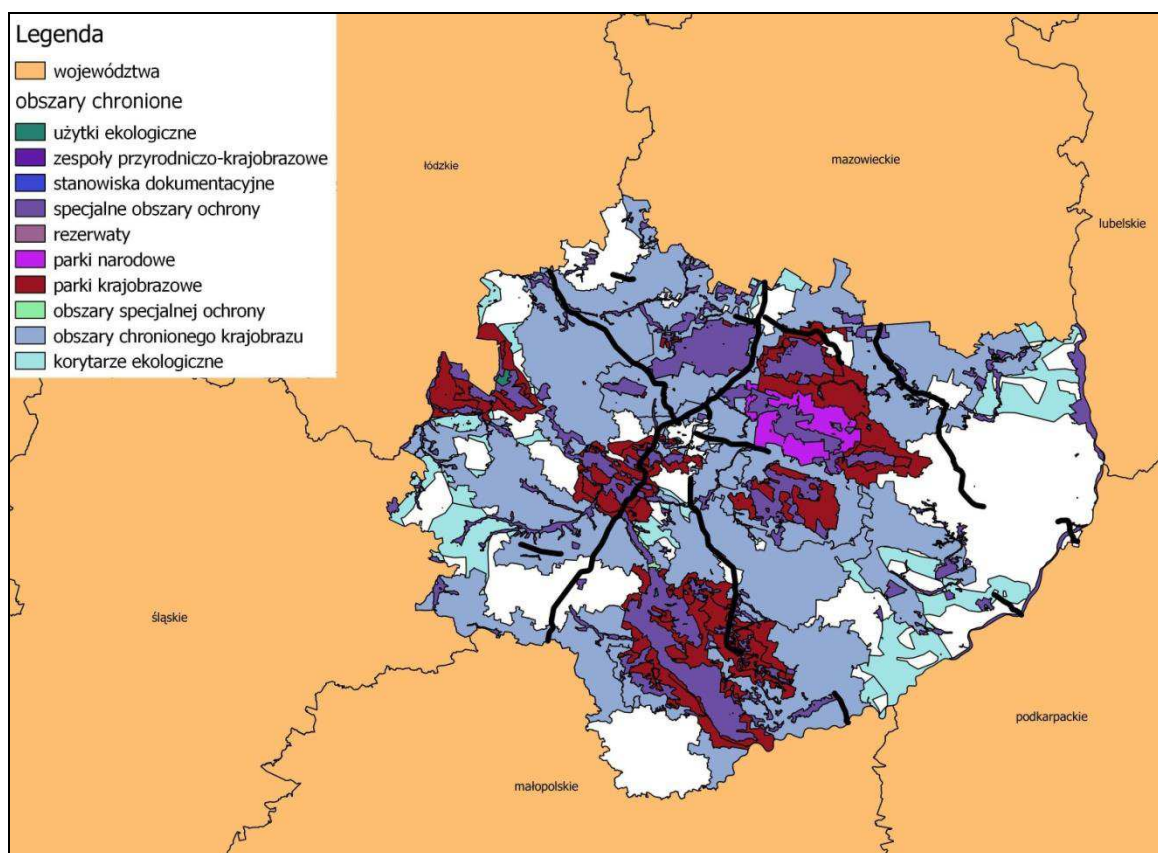 Legenda
województwa
obszary chronione
użytki ekologiczne
zespoły przyrodniczo-krajobrazowe
stanowiska dokumentacyjne
specjalne obszary ochrony
rezerwaty
parki narodowe
parki krajobrazowe
obszary specjalnej ochrony
obszary chronionego krajobrazu
korytarze ekologiczne
łódzkie
mazowieckie
lubelskie
śląskie
podkarpackie
małopolskie